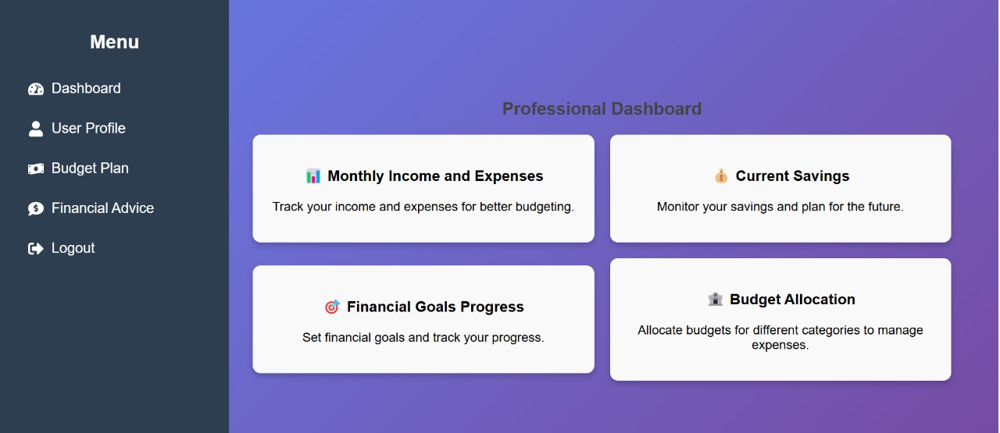 Menu
Dashboard
User Profile
Budget Plan
Financial Advice
Logout
Professional Dashboard
Monthly Income and Expenses
Track your income and expenses for better budgeting.
Current Savings
Monitor your savings and plan for the future.
Financial Goals Progress
Set financial goals and track your progress.
Budget Allocation
Allocate budgets for different categories to manage
expenses.